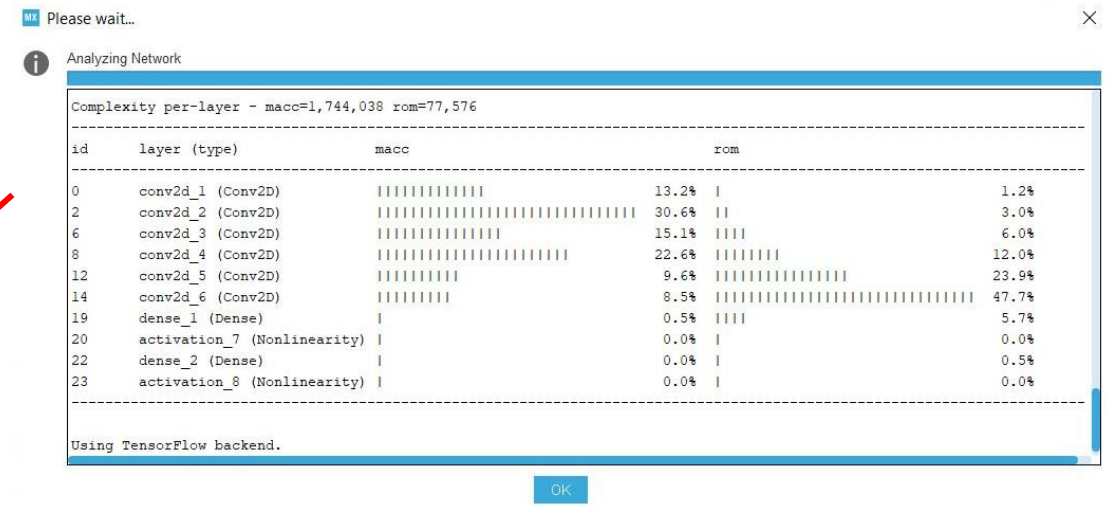 MX Please wait...
Analyzing Network
Complexity per-layer - macc=1,744,038 rom=77,576
id layer (type) macc rom
0 conv2d_1 (Conv2D) ||||||||||||| 13.2% | 1.2%
2 conv2d_2 (Conv2D) ||||||||||||||||||||||||||||||| 30.6% || 3.0%
6 conv2d_3 (Conv2D) ||||||||||||||| 15.1% |||| 6.0%
8 conv2d_4 (Conv2D) ||||||||||||||||||||||| 22.6% |||||||| 12.0%
12 conv2d_5 (Conv2D) |||||||||| 9.6% |||||||||||||||| 23.9%
14 conv2d_6 (Conv2D) ||||||||| 8.5% ||||||||||||||||||||||||||||||| 47.7%
19 dense_1 (Dense) | 0.5% |||| 5.7%
20 activation_7 (Nonlinearity) | 0.0% | 0.0%
22 dense_2 (Dense) | 0.0% | 0.5%
23 activation_8 (Nonlinearity) | 0.0% | 0.0%
Using TensorFlow backend.
OK